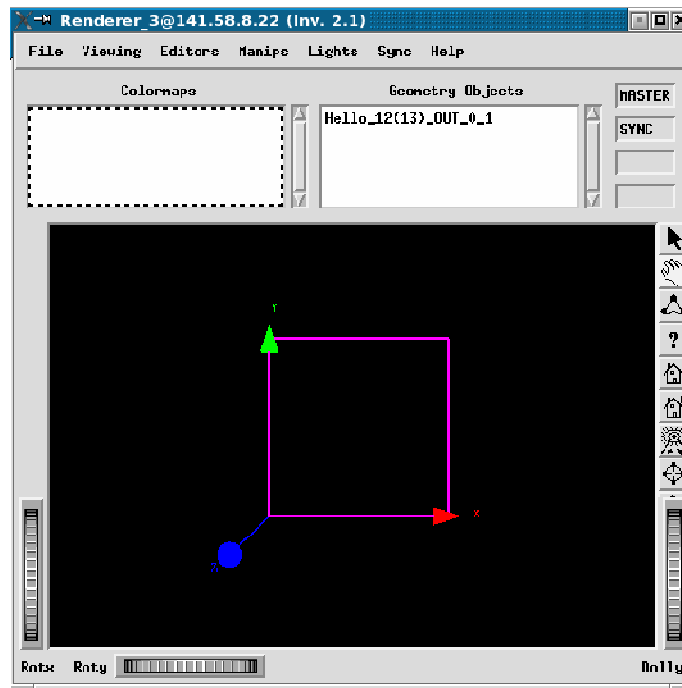 Renderer_3@141.58.8.22 (Inv. 2.1)
File Viewing Editors Manips Lights Sync Help
Colormaps Geometry Objects
MASTER
Hello_12(13)_OUT_0_1
SYNC
Y
?
X
Z
Rotx Roty Dolly